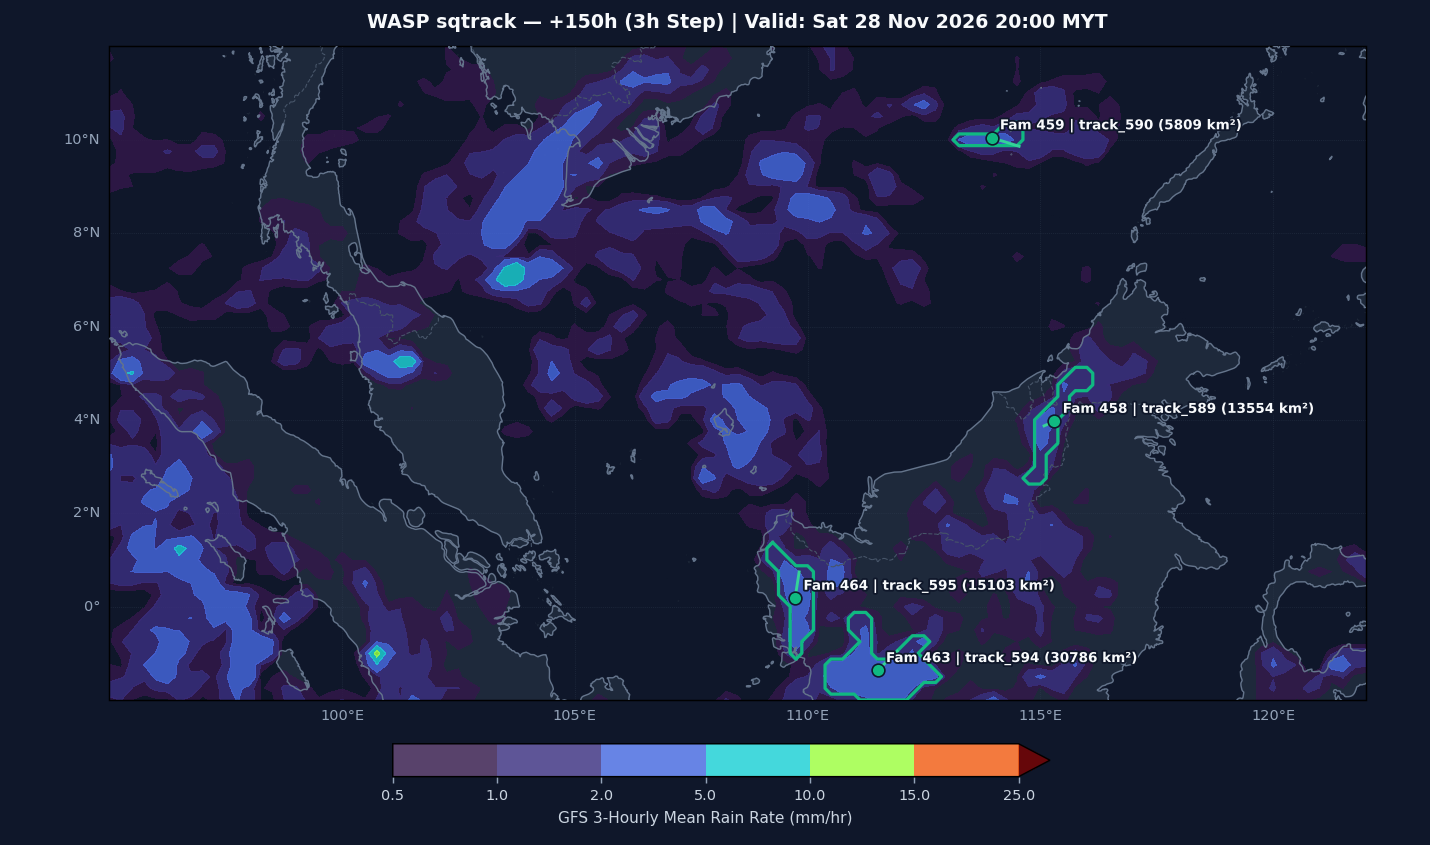 WASP sqtrack — +150h (3h Step) | Valid: Sat 28 Nov 2026 20:00 MYT
10°N
8°N
6°N
4°N
2°N
0°
Fam 459 | track_590 (5809 km²)
Fam 458 | track_589 (13554 km²)
Fam 464 | track_595 (15103 km²)
Fam 463 | track_594 (30786 km²)
100°E 105°E 110°E 115°E 120°E
0.5 1.0 2.0 5.0 10.0 15.0 25.0
GFS 3-Hourly Mean Rain Rate (mm/hr)